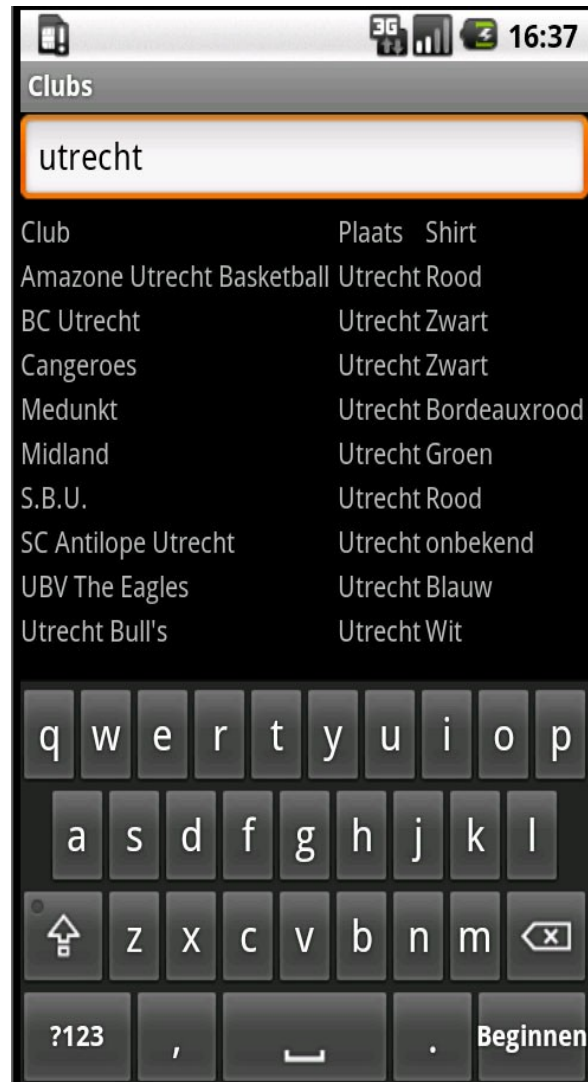 3G 16:37
Clubs
utrecht
Club Plaats Shirt
Amazone Utrecht Basketball Utrecht Rood
BC Utrecht Utrecht Zwart
Cangeroes Utrecht Zwart
Medunkt Utrecht Bordeauxrood
Midland Utrecht Groen
S.B.U. Utrecht Rood
SC Antilope Utrecht Utrecht onbekend
UBV The Eagles Utrecht Blauw
Utrecht Bull's Utrecht Wit
q w e r t y u i o p
a s d f g h j k l
z x c v b n m
?123 , . Beginnen